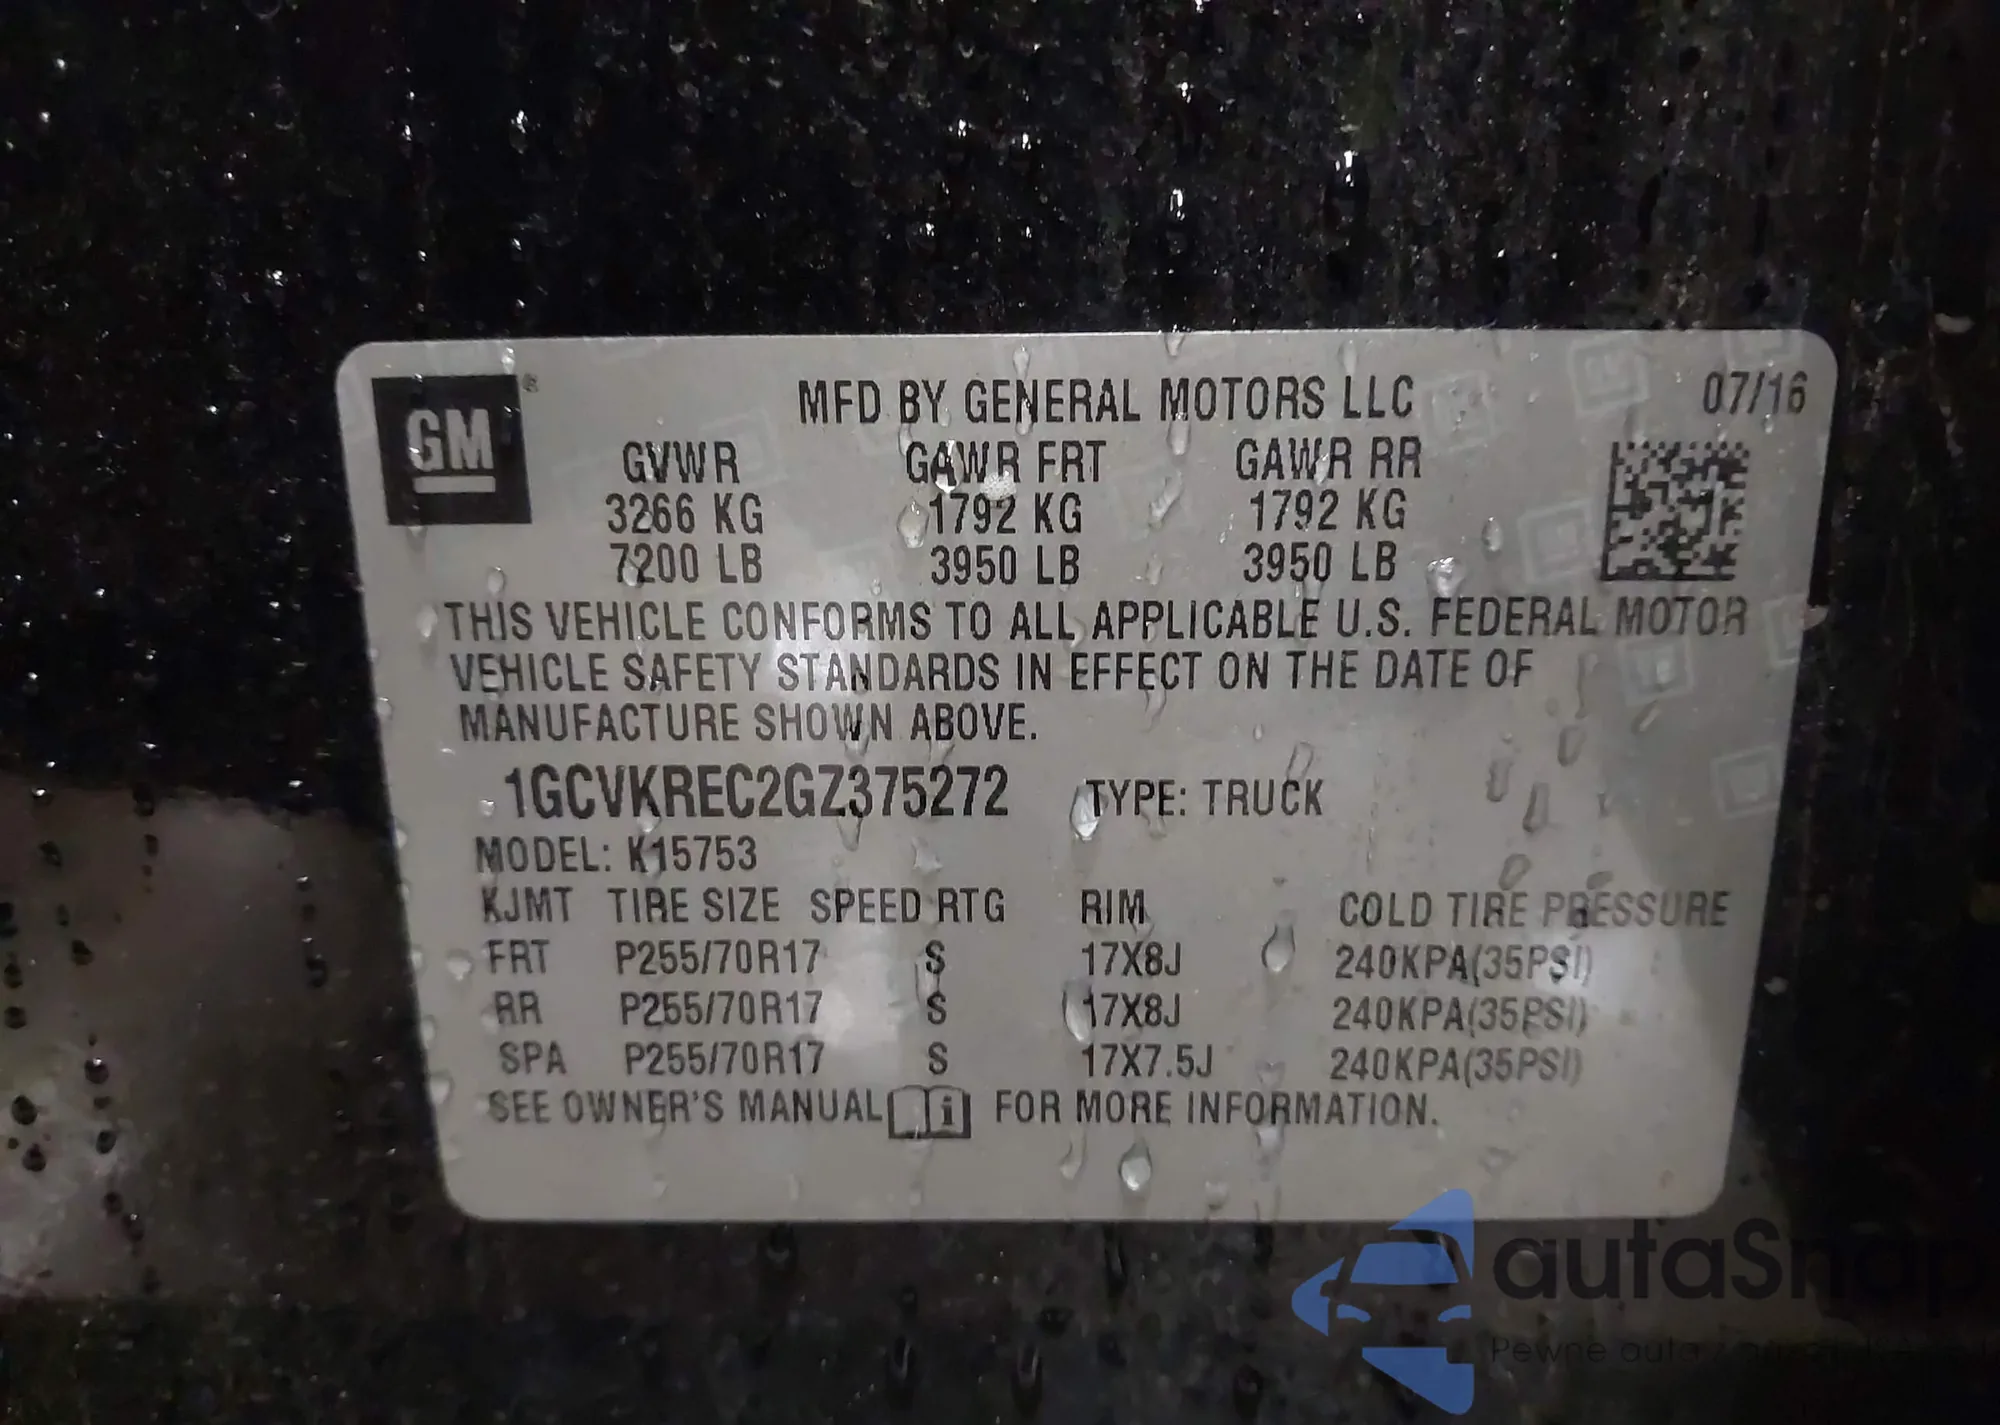 GM ®
MFD BY GENERAL MOTORS LLC 07/16
GVWR GAWR FRT GAWR RR
3266 KG 1792 KG 1792 KG
7200 LB 3950 LB 3950 LB
THIS VEHICLE CONFORMS TO ALL APPLICABLE U.S. FEDERAL MOTOR
VEHICLE SAFETY STANDARDS IN EFFECT ON THE DATE OF
MANUFACTURE SHOWN ABOVE.
1GCVKREC2GZ375272 TYPE: TRUCK
MODEL: K15753
KJMT TIRE SIZE SPEED RTG RIM COLD TIRE PRESSURE
FRT P255/70R17 S 17X8J 240KPA(35PSI)
RR P255/70R17 S 17X8J 240KPA(35PSI)
SPA P255/70R17 S 17X7.5J 240KPA(35PSI)
SEE OWNER'S MANUAL i FOR MORE INFORMATION.
autaSnap
Pewne auta z